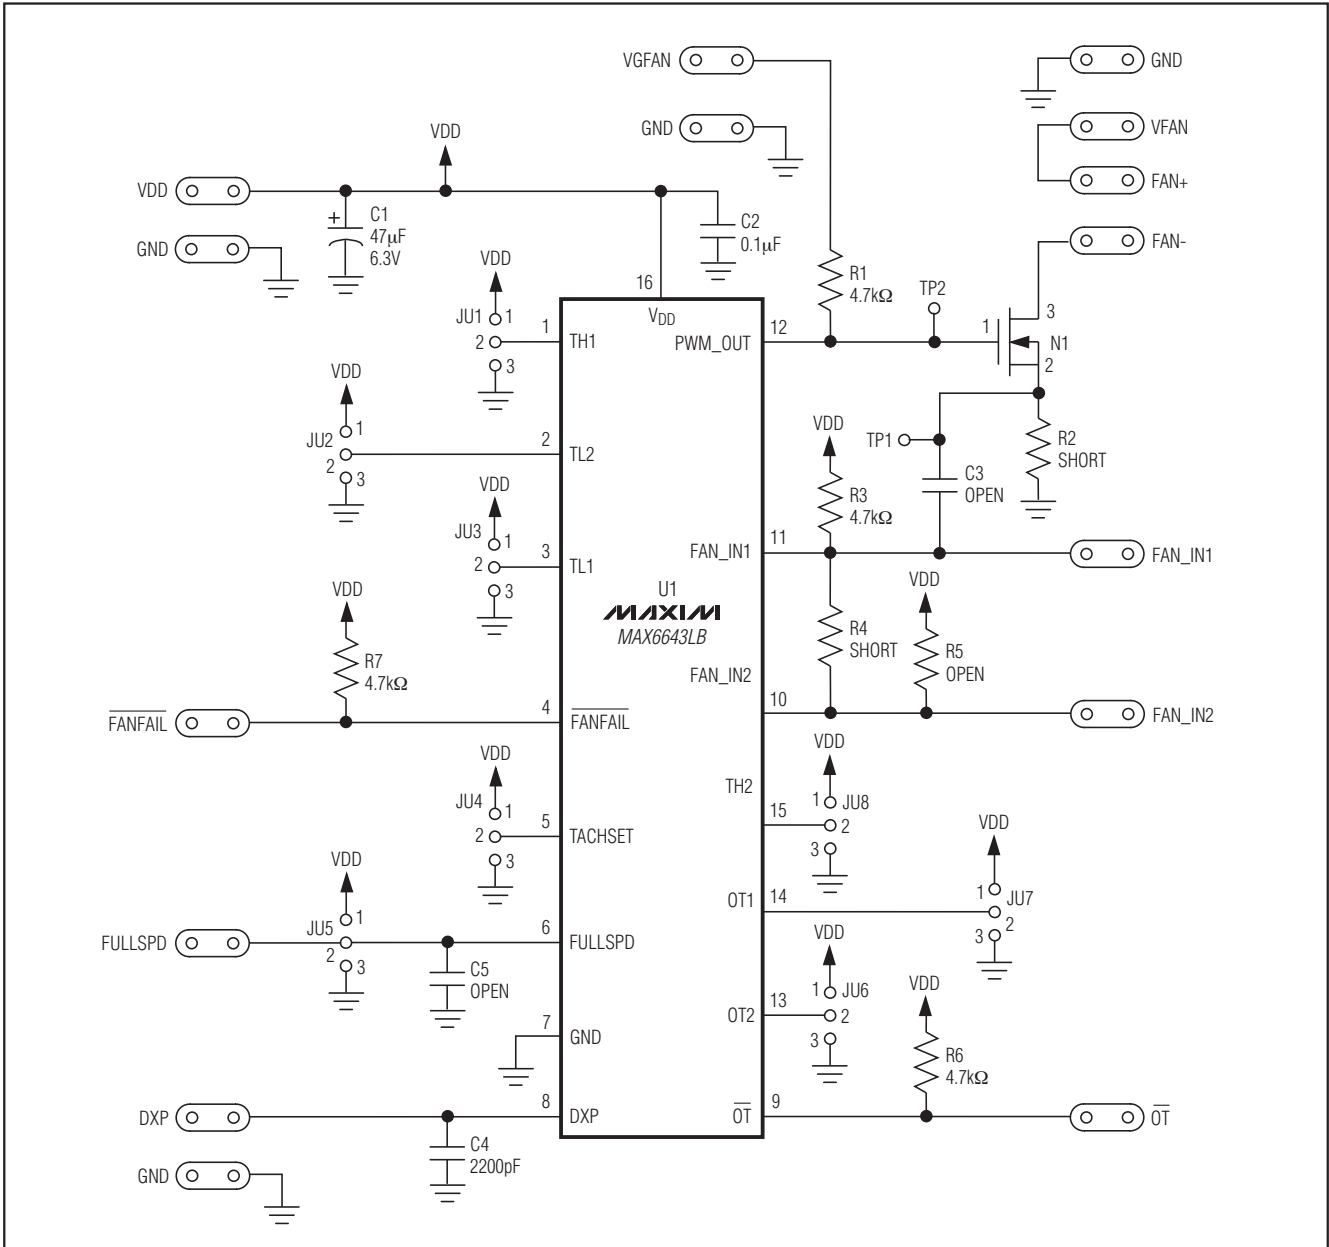 VGFAN
GND
GND
VFAN
FAN+
FAN-
VDD
VDD
GND
+
C1
47µF
6.3V
C2
0.1µF
GND
R1
4.7kΩ
TP2
3
1
N1
2
16
VDD
VDD
JU1
1
2
3
1
TH1
PWM_OUT
12
VDD
JU2
1
2
3
2
TL2
VDD
R3
4.7kΩ
TP1
C3
OPEN
R2
SHORT
VDD
JU3
1
2
3
3
TL1
FAN_IN1
11
FAN_IN1
U1
MAXIM
MAX6643LB
VDD
R7
4.7kΩ
R4
SHORT
VDD
R5
OPEN
FANFAIL
4
FANFAIL
FAN_IN2
10
FAN_IN2
VDD
JU4
1
2
3
5
TACHSET
TH2
15
VDD
1
JU8
2
3
VDD
JU5
1
2
3
FULLSPD
6
FULLSPD
C5
OPEN
OT1
14
VDD
1
JU7
2
3
7
GND
OT2
13
VDD
1
JU6
2
3
VDD
R6
4.7kΩ
DXP
8
DXP
C4
2200pF
OT
9
OT
GND